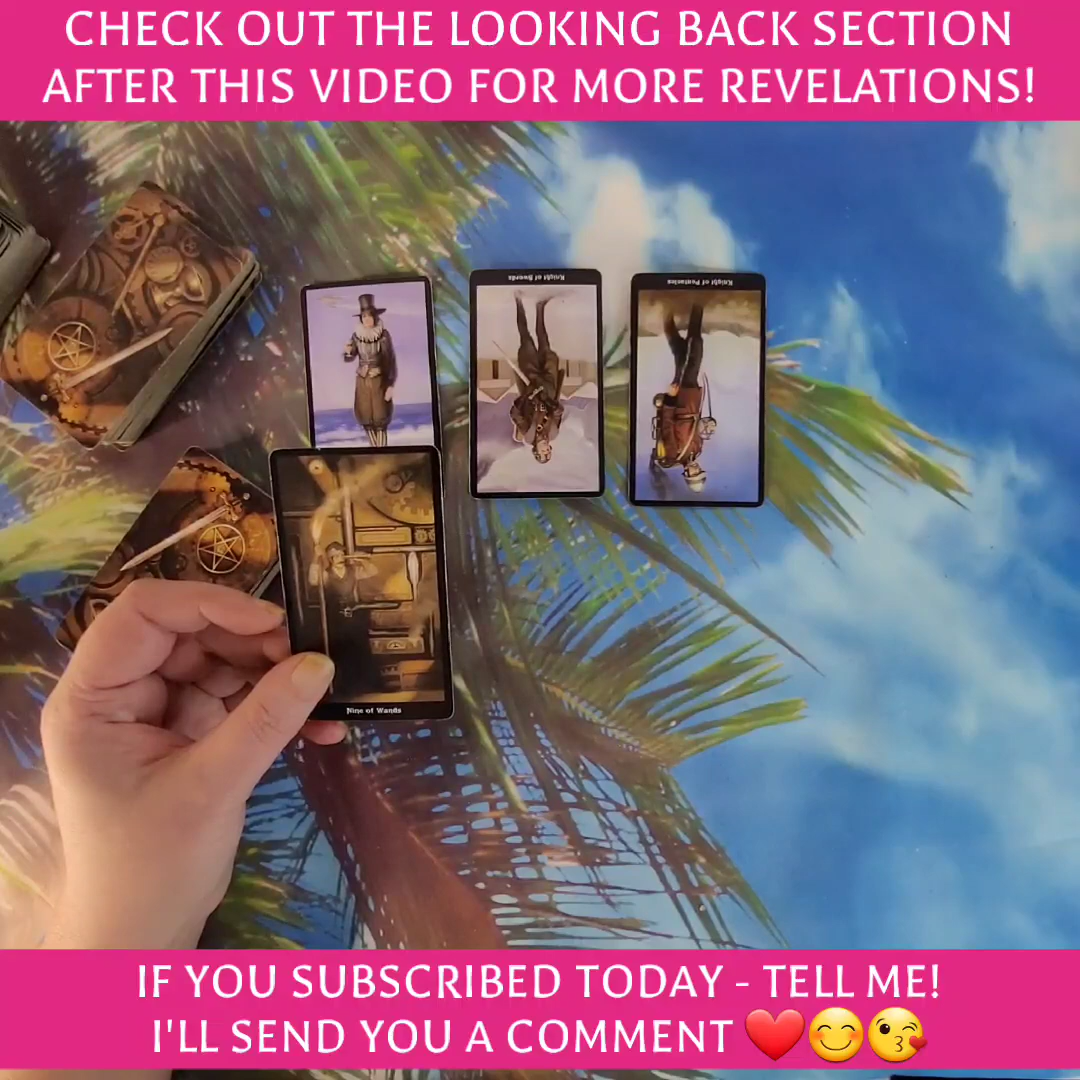 CHECK OUT THE LOOKING BACK SECTION
AFTER THIS VIDEO FOR MORE REVELATIONS!
Knight of Swords
Knight of Pentacles
Nine of Wands
IF YOU SUBSCRIBED TODAY - TELL ME!
I'LL SEND YOU A COMMENT ❤️😊😘